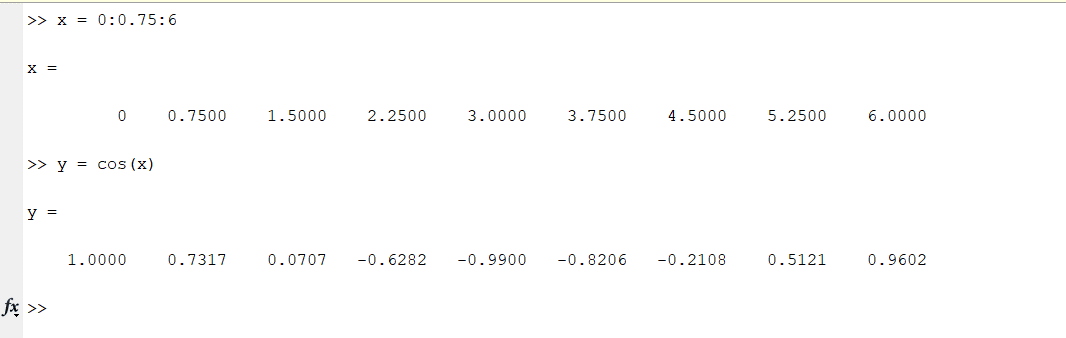 >> x = 0:0.75:6
x =
0 0.7500 1.5000 2.2500 3.0000 3.7500 4.5000 5.2500 6.0000
>> y = cos(x)
y =
1.0000 0.7317 0.0707 -0.6282 -0.9900 -0.8206 -0.2108 0.5121 0.9602
fx >>